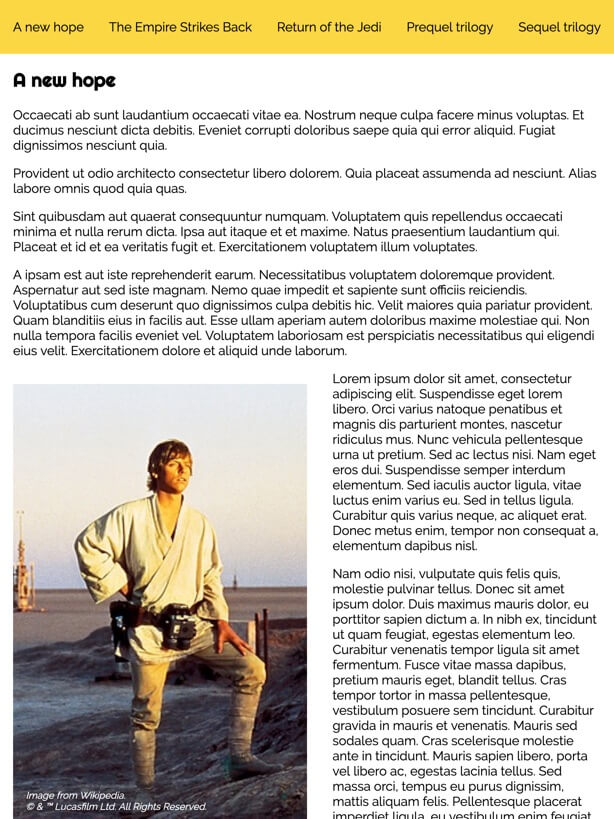 A new hope The Empire Strikes Back Return of the Jedi Prequel trilogy Sequel trilogy
A new hope
Occaecati ab sunt laudantium occaecati vitae ea. Nostrum neque culpa facere minus voluptas. Et
ducimus nesciunt dicta debitis. Eveniet corrupti doloribus saepe quia qui error aliquid. Fugiat
dignissimos nesciunt quia.
Provident ut odio architecto consectetur libero dolorem. Quia placeat assumenda ad nesciunt. Alias
labore omnis quod quia quas.
Sint quibusdam aut quaerat consequuntur numquam. Voluptatem quis repellendus occaecati
minima et nulla rerum dicta. Ipsa aut itaque et et maxime. Natus praesentium laudantium qui.
Placeat et id et ea veritatis fugit et. Exercitationem voluptatem illum voluptates.
A ipsam est aut iste reprehenderit earum. Necessitatibus voluptatem doloremque provident.
Aspernatur aut sed iste magnam. Nemo quae impedit et sapiente sunt officiis reiciendis.
Voluptatibus cum deserunt quo dignissimos culpa debitis hic. Velit maiores quia pariatur provident.
Quam blanditiis eius in facilis aut. Esse ullam aperiam autem doloribus maxime molestiae qui. Non
nulla tempora facilis eveniet vel. Voluptatem laboriosam est perspiciatis necessitatibus qui eligendi
eius velit. Exercitationem dolore et aliquid unde laborum.
Image from Wikipedia.
© & ™ Lucasfilm Ltd. All Rights Reserved.
Lorem ipsum dolor sit amet, consectetur
adipiscing elit. Suspendisse eget lorem
libero. Orci varius natoque penatibus et
magnis dis parturient montes, nascetur
ridiculus mus. Nunc vehicula pellentesque
urna ut pretium. Sed ac lectus nisi. Nam eget
eros dui. Suspendisse semper interdum
elementum. Sed iaculis auctor ligula, vitae
luctus enim varius eu. Sed in tellus ligula.
Curabitur quis varius neque, ac aliquet erat.
Donec metus enim, tempor non consequat a,
elementum dapibus nisl.
Nam odio nisi, vulputate quis felis quis,
molestie pulvinar tellus. Donec sit amet
ipsum dolor. Duis maximus mauris dolor, eu
porttitor sapien dictum a. In nibh ex, tincidunt
ut quam feugiat, egestas elementum leo.
Curabitur venenatis tempor ligula sit amet
fermentum. Fusce vitae massa dapibus,
pretium mauris eget, blandit tellus. Cras
tempor tortor in massa pellentesque,
vestibulum posuere sem tincidunt. Curabitur
gravida in mauris et venenatis. Mauris sed
sodales quam. Cras scelerisque molestie
ante in tincidunt. Mauris sapien libero, porta
vel libero ac, egestas lacinia tellus. Sed
massa orci, tempus eu purus dignissim,
mattis aliquam felis. Pellentesque placerat
imperdiet ligula, eu vestibulum enim feugiat